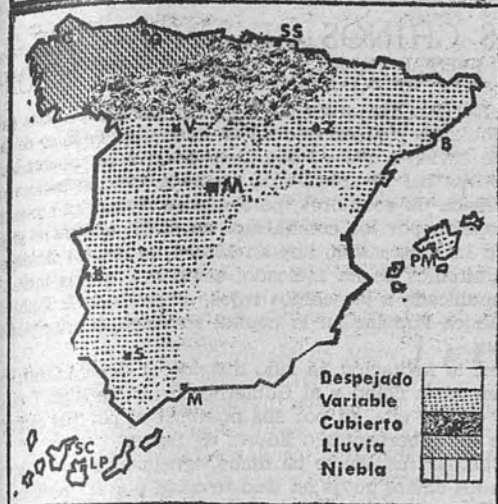 C O SS
V Z
B
M
PM
B
S
M
SC
LP
Despejado
Variable
Cubierto
Lluvia
Niebla